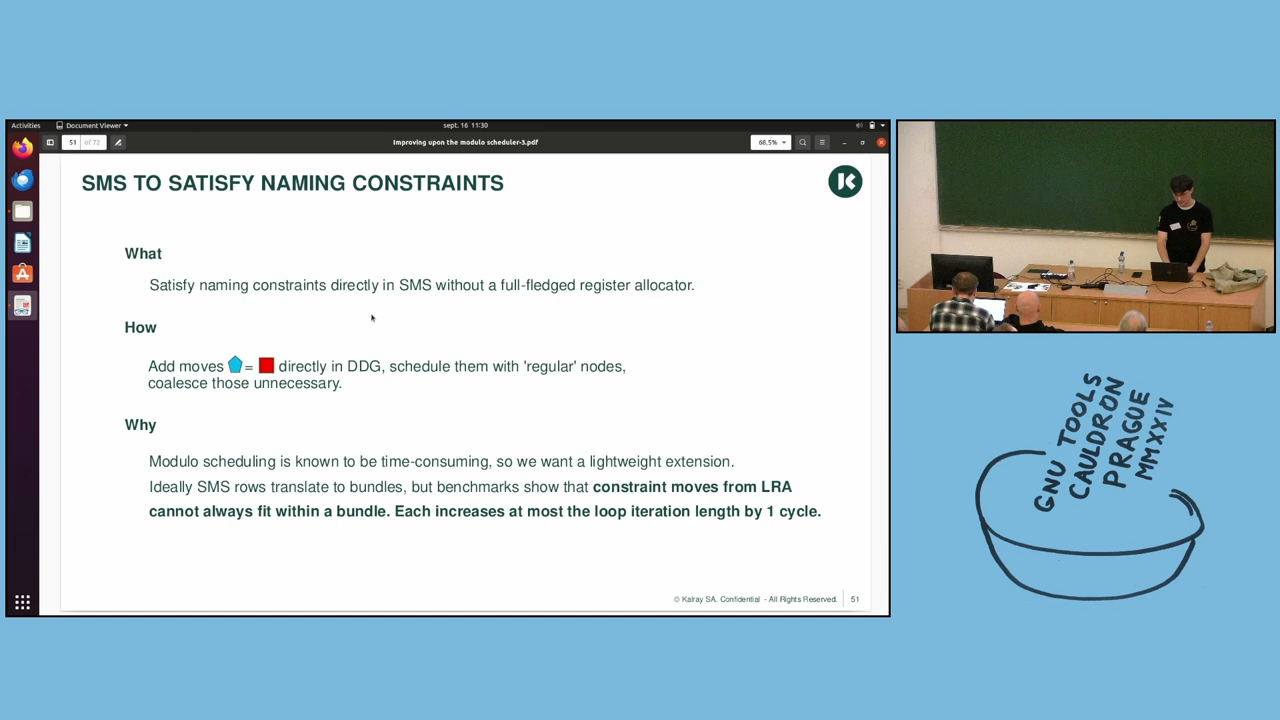 Activities
Document Viewer
sept. 16 11:30
51
of 72
Improving upon the modulo scheduler-3.pdf
68,5%
SMS TO SATISFY NAMING CONSTRAINTS
What
Satisfy naming constraints directly in SMS without a full-fledged register allocator.
How
Add moves = directly in DDG, schedule them with 'regular' nodes,
coalesce those unnecessary.
Why
Modulo scheduling is known to be time-consuming, so we want a lightweight extension.
Ideally SMS rows translate to bundles, but benchmarks show that constraint moves from LRA
cannot always fit within a bundle. Each increases at most the loop iteration length by 1 cycle.
© Kalray SA. Confidential - All Rights Reserved.
51
GNU TOOLS
CAULDRON
PRAGUE
MMXXIV